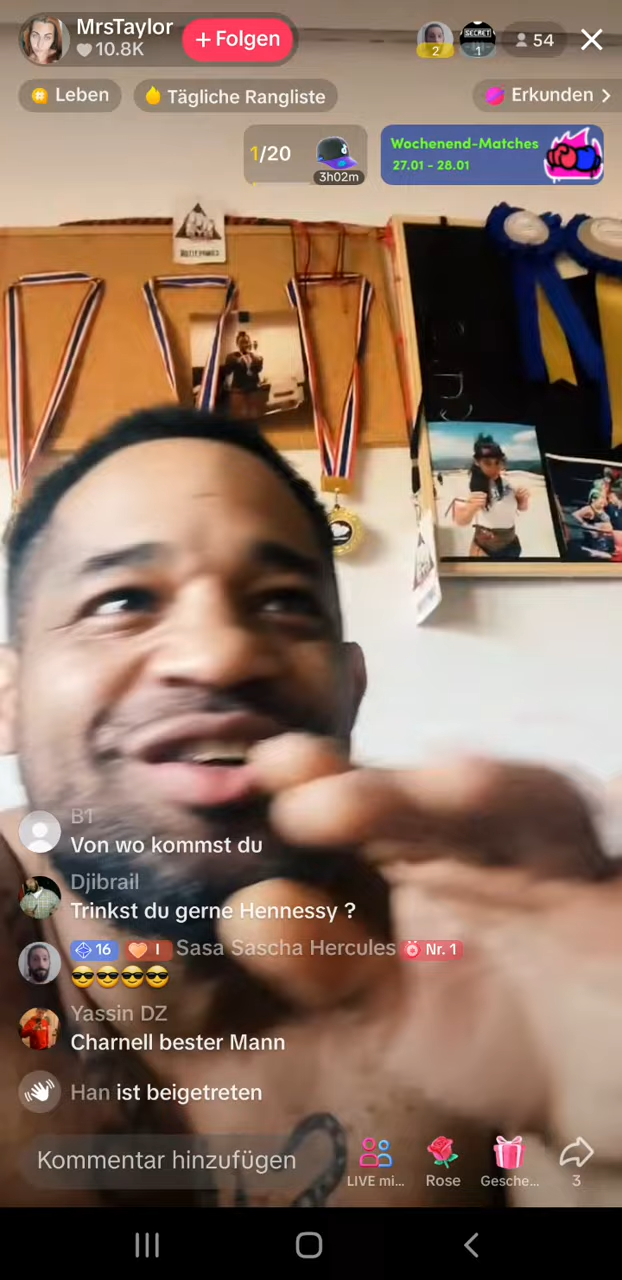 MrsTaylor
10.8K
+ Folgen
2
SECRET
1
54
Leben
Tägliche Rangliste
Erkunden
1/20
3h02m
Wochenend-Matches
27.01 - 28.01
B1
Von wo kommst du
Djibrail
Trinkst du gerne Hennessy ?
16 I Sasa Sascha Hercules Nr. 1
😎😎😎😎
Yassin DZ
Charnell bester Mann
Han ist beigetreten
Kommentar hinzufügen
LIVE mi...
Rose
Gesche...
3